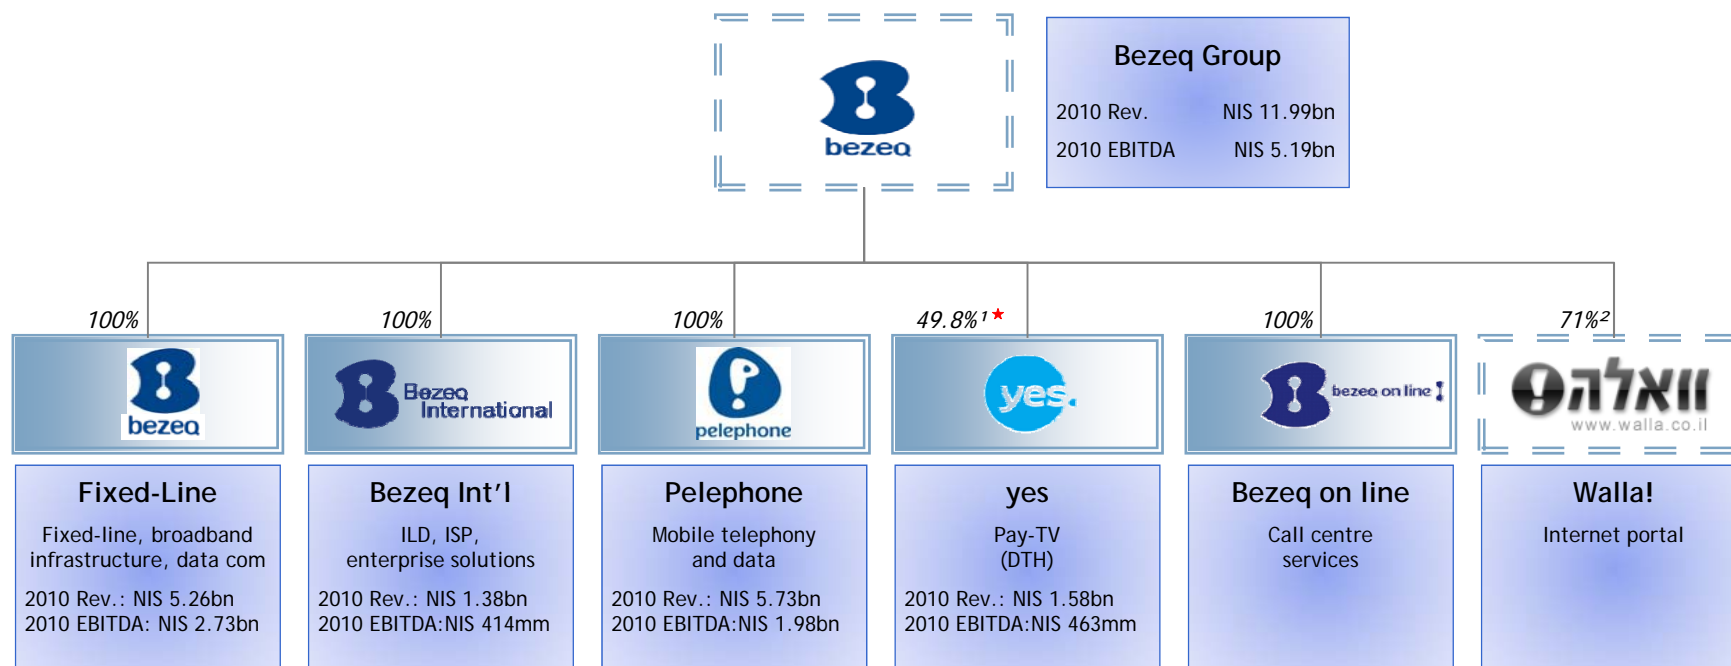 bezeq
Bezeq Group
2010 Rev. NIS 11.99bn
2010 EBITDA NIS 5.19bn
100%
100%
100%
49.8%¹★
100%
71%²
bezeq
Bezeq
International
pelephone
yes.
bezeq on line
וואלה!
www.walla.co.il
Fixed-Line
Fixed-line, broadband
infrastructure, data com
2010 Rev.: NIS 5.26bn
2010 EBITDA: NIS 2.73bn
Bezeq Int'l
ILD, ISP,
enterprise solutions
2010 Rev.: NIS 1.38bn
2010 EBITDA:NIS 414mm
Pelephone
Mobile telephony
and data
2010 Rev.: NIS 5.73bn
2010 EBITDA:NIS 1.98bn
yes
Pay-TV
(DTH)
2010 Rev.: NIS 1.58bn
2010 EBITDA:NIS 463mm
Bezeq on line
Call centre
services
Walla!
Internet portal